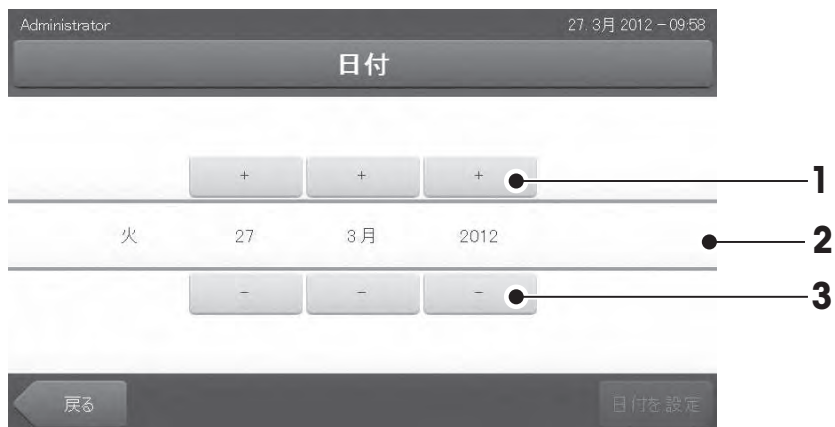 Administrator 27. 3月 2012 - 09:58
日付
+ + + 1
火 27 3月 2012 2
- - - 3
戻る 日付を設定